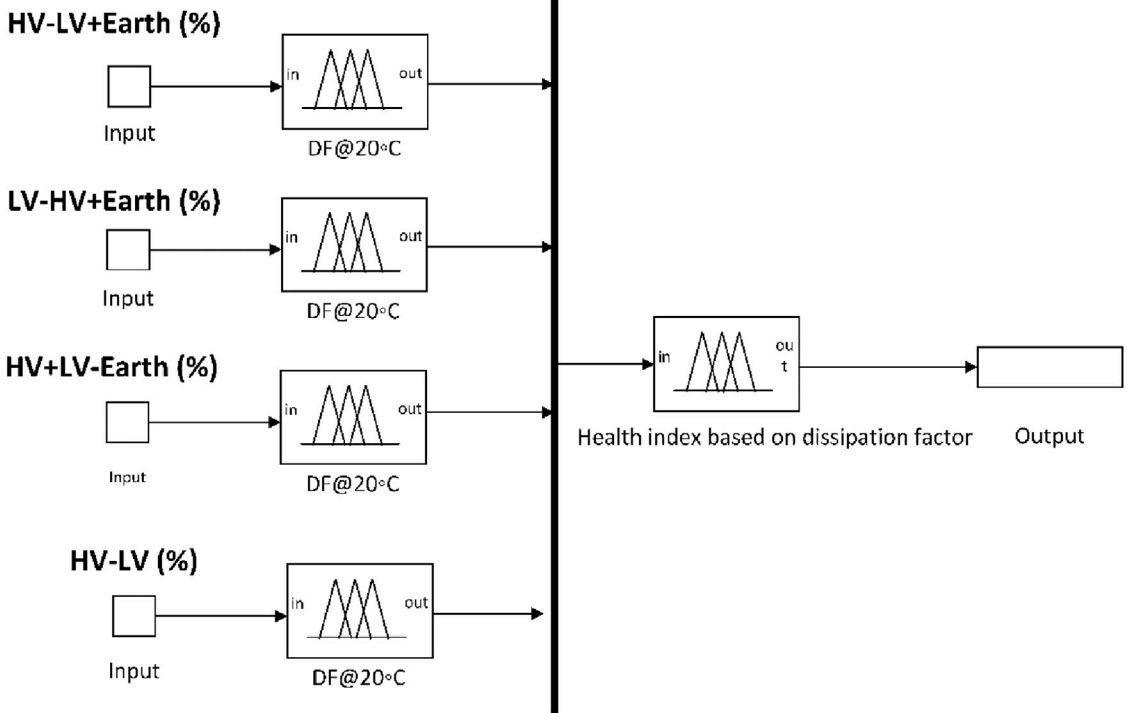 HV-LV+Earth (%)
in
out
Input
DF@20◦C
LV-HV+Earth (%)
in
out
Input
DF@20◦C
HV+LV-Earth (%)
in
out
Input
DF@20◦C
HV-LV (%)
in
out
Input
DF@20◦C
in
ou
t
Health index based on dissipation factor
Output